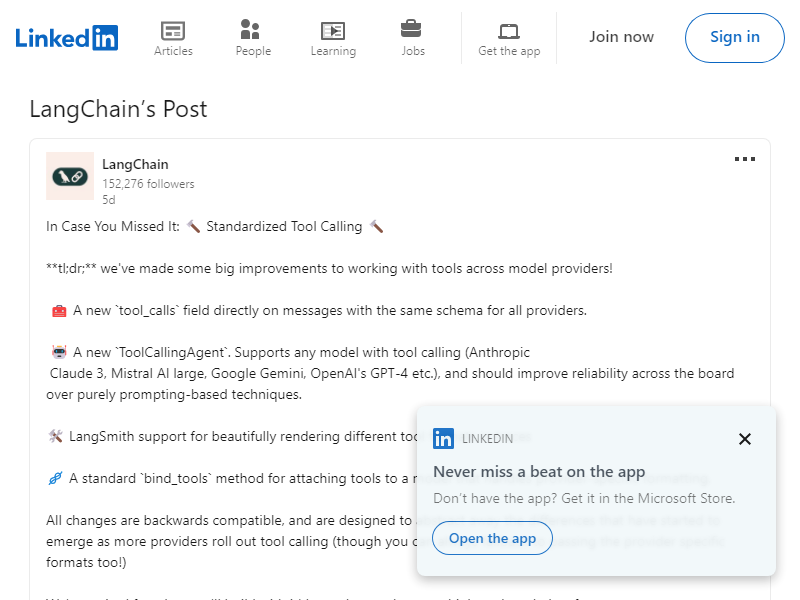 Linked in
Articles
People
Learning
Jobs
Get the app
Join now
Sign in
LangChain's Post
LangChain
152,276 followers
5d
In Case You Missed It: 🔨 Standardized Tool Calling 🔨
**tl;dr;** we've made some big improvements to working with tools across model providers!
🧰 A new `tool_calls` field directly on messages with the same schema for all providers.
🤖 A new `ToolCallingAgent`. Supports any model with tool calling (Anthropic
Claude 3, Mistral AI large, Google Gemini, OpenAI's GPT-4 etc.), and should improve reliability across the board
over purely prompting-based techniques.
🛠️ LangSmith support for beautifully rendering different
🔗 A standard `bind_tools` method for attaching tools to a
All changes are backwards compatible, and are designed to
emerge as more providers roll out tool calling (though you
formats too!)
in LINKEDIN
Never miss a beat on the app
Don't have the app? Get it in the Microsoft Store.
Open the app